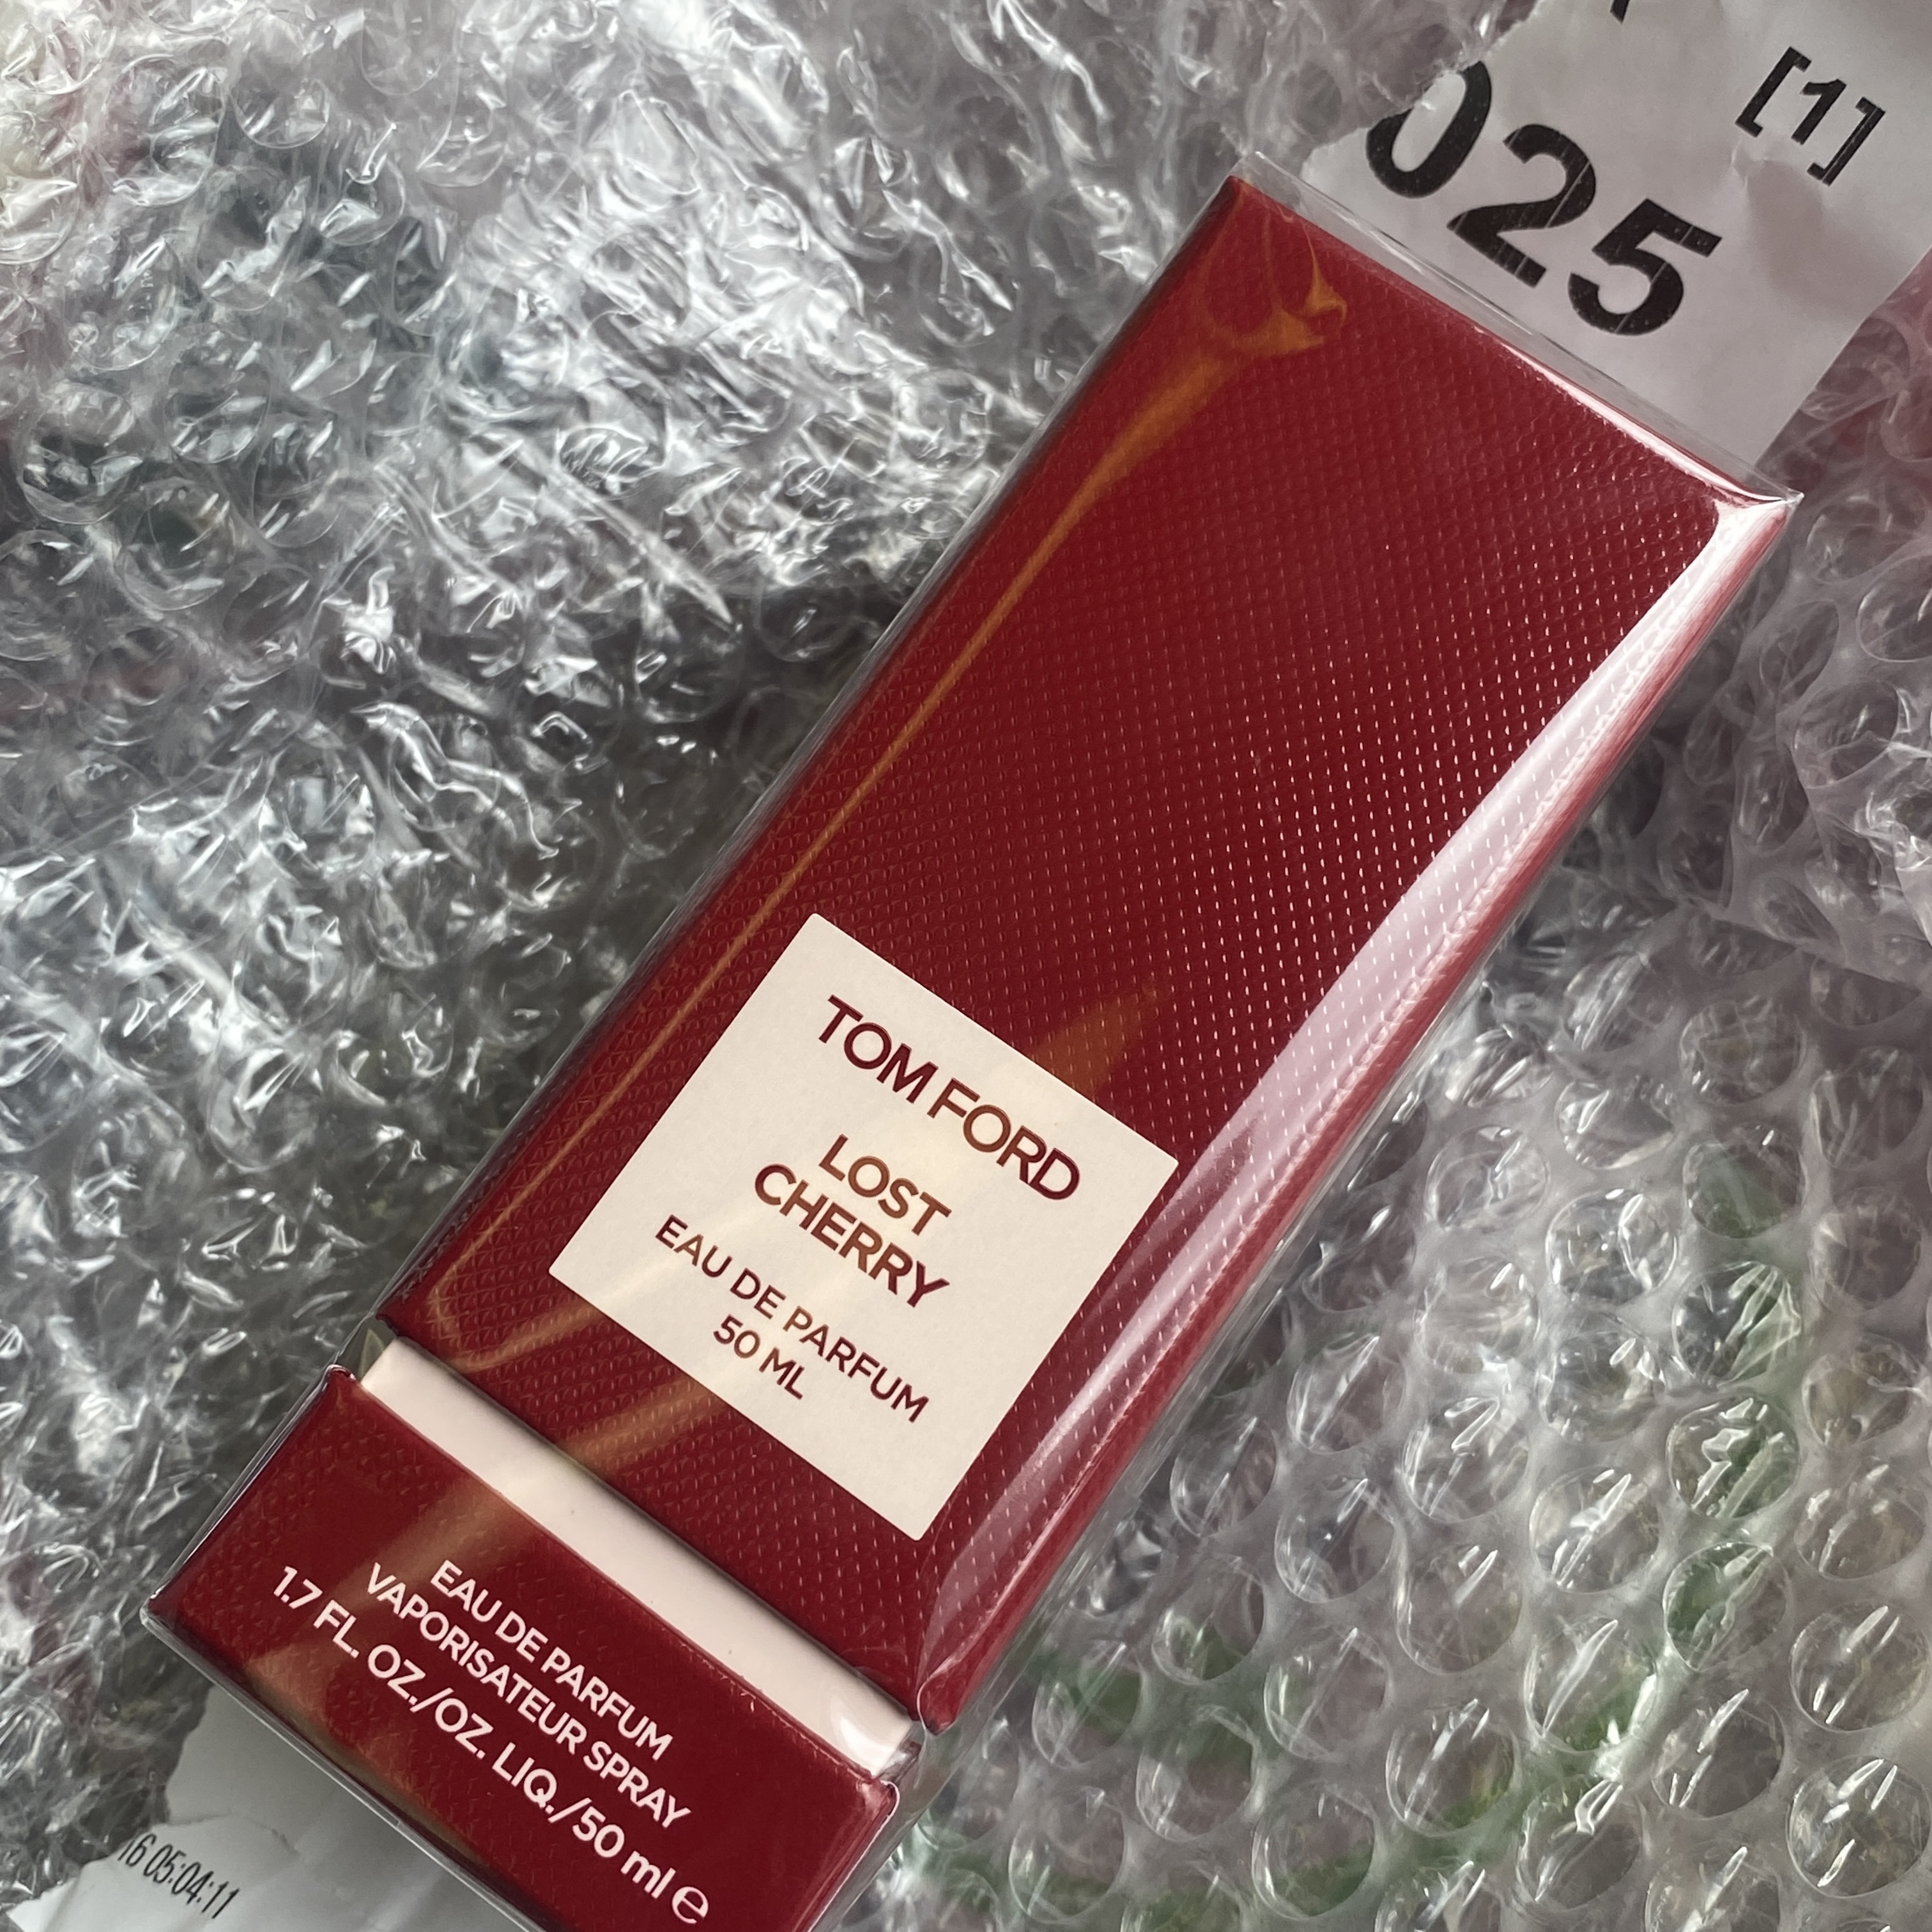 [1]
025
TOM FORD
LOST
CHERRY
EAU DE PARFUM
50 ML
EAU DE PARFUM
VAPORISATEUR SPRAY
1.7 FL. OZ./OZ. LIQ./50 ml ℮
16 05:04:11